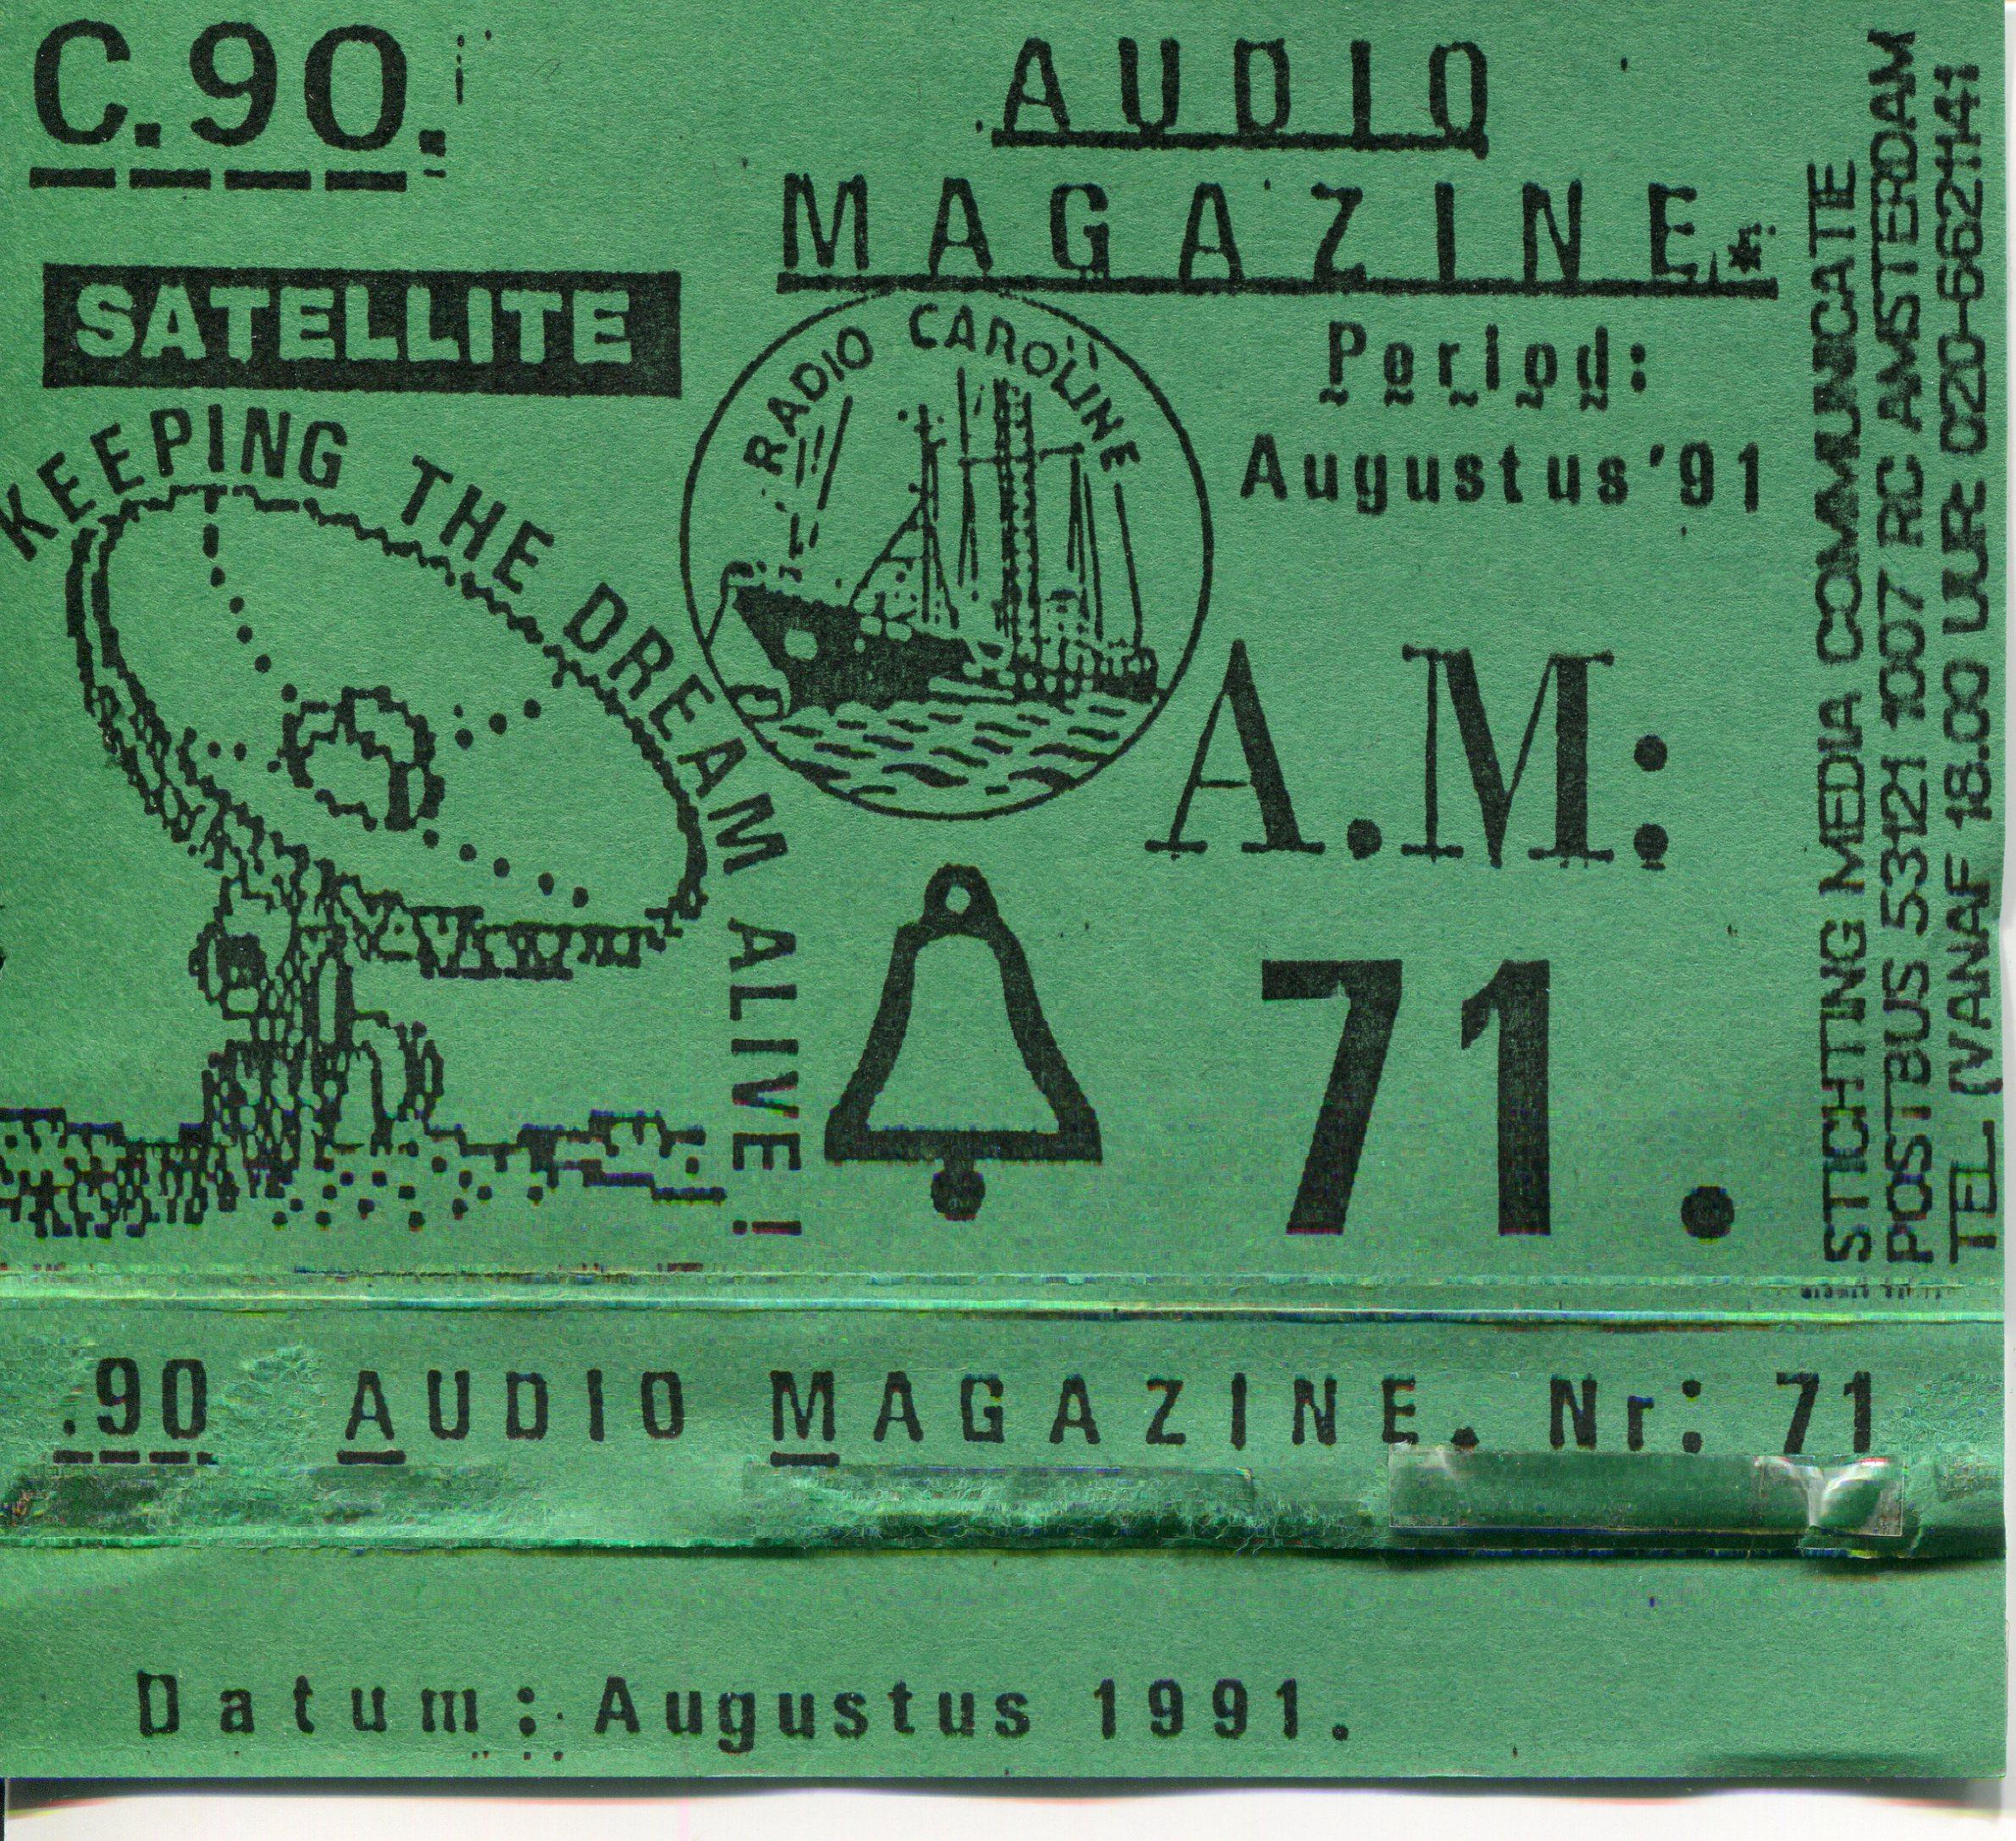 C.90.
AUDIO
MAGAZINE.
SATELLITE
KEEPING THE DREAM ALIVE!
RADIO CAROLINE
Period:
Augustus'91
A.M:
71.
STICHTING MEDIA COMMUNICATE
POSTBUS 53121 1007 RC AMSTERDAM
TEL (VANAF 18.00 UUR: 020-6621141
.90 AUDIO MAGAZINE. Nr: 71
Datum: Augustus 1991.